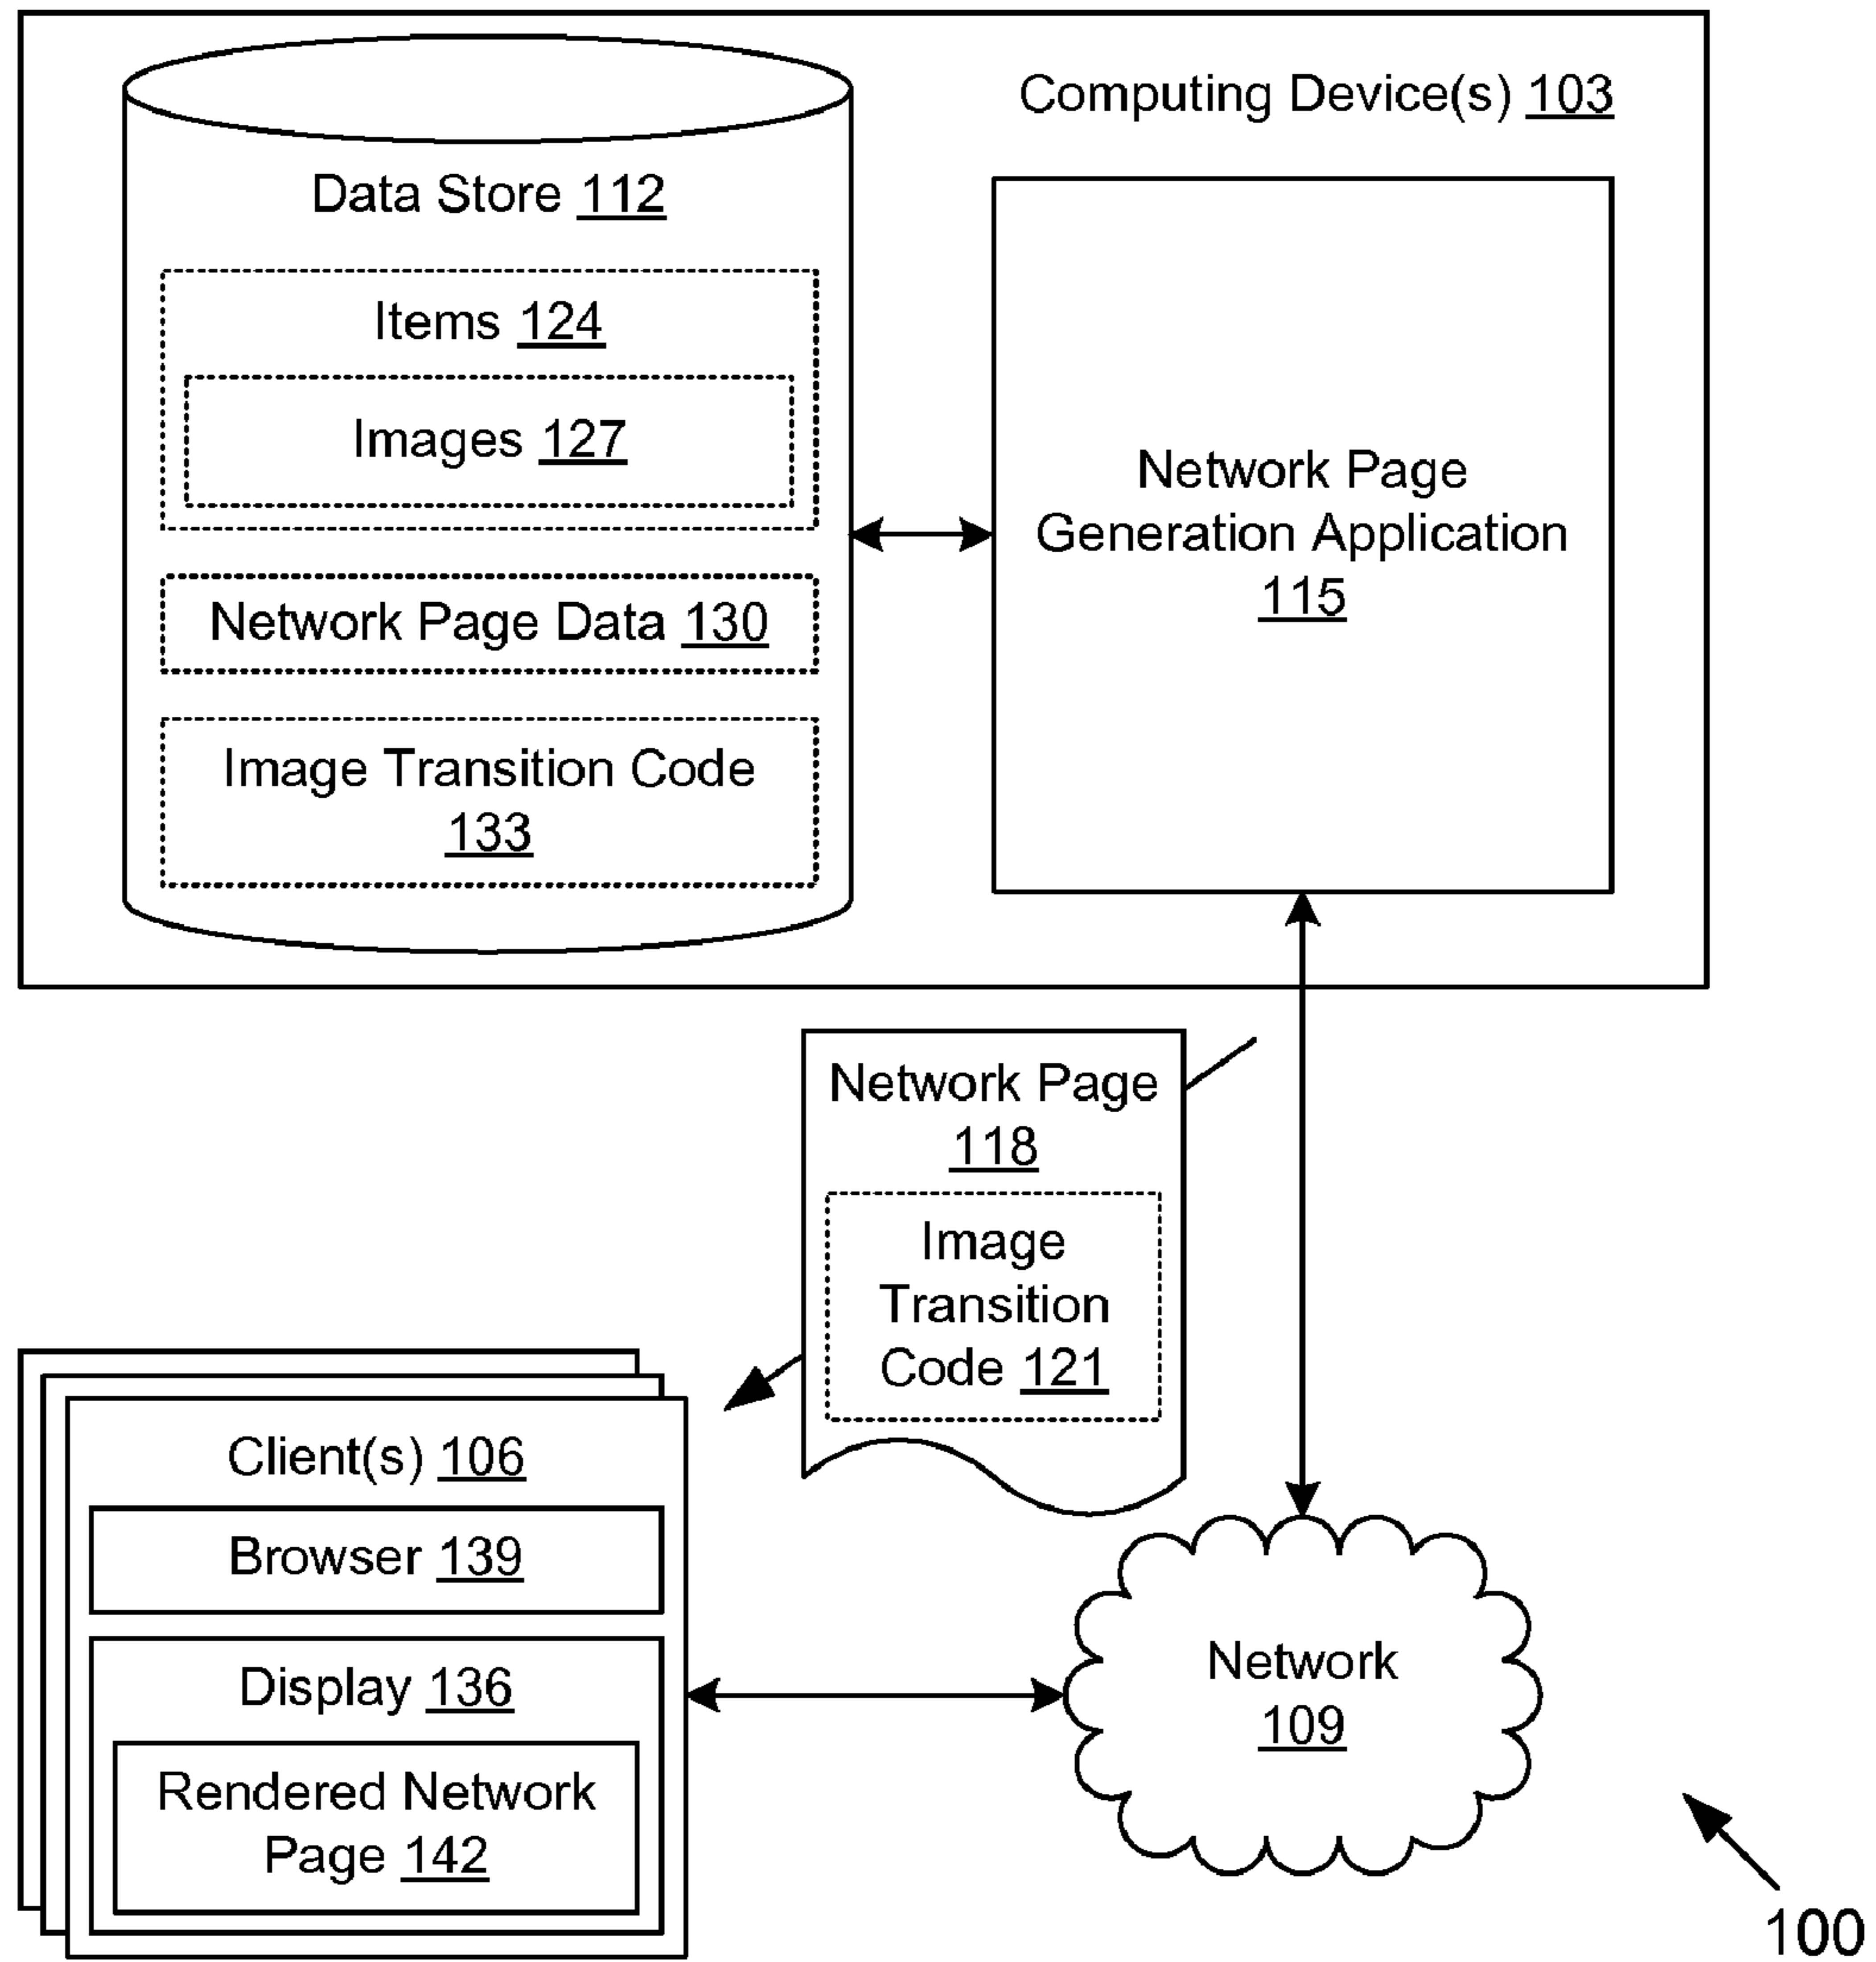 Computing Device(s) 103
Data Store 112
Items 124
Images 127
Network Page Data 130
Image Transition Code
133
Network Page
Generation Application
115
Network Page
118
Image
Transition
Code 121
Client(s) 106
Browser 139
Display 136
Rendered Network
Page 142
Network
109
100